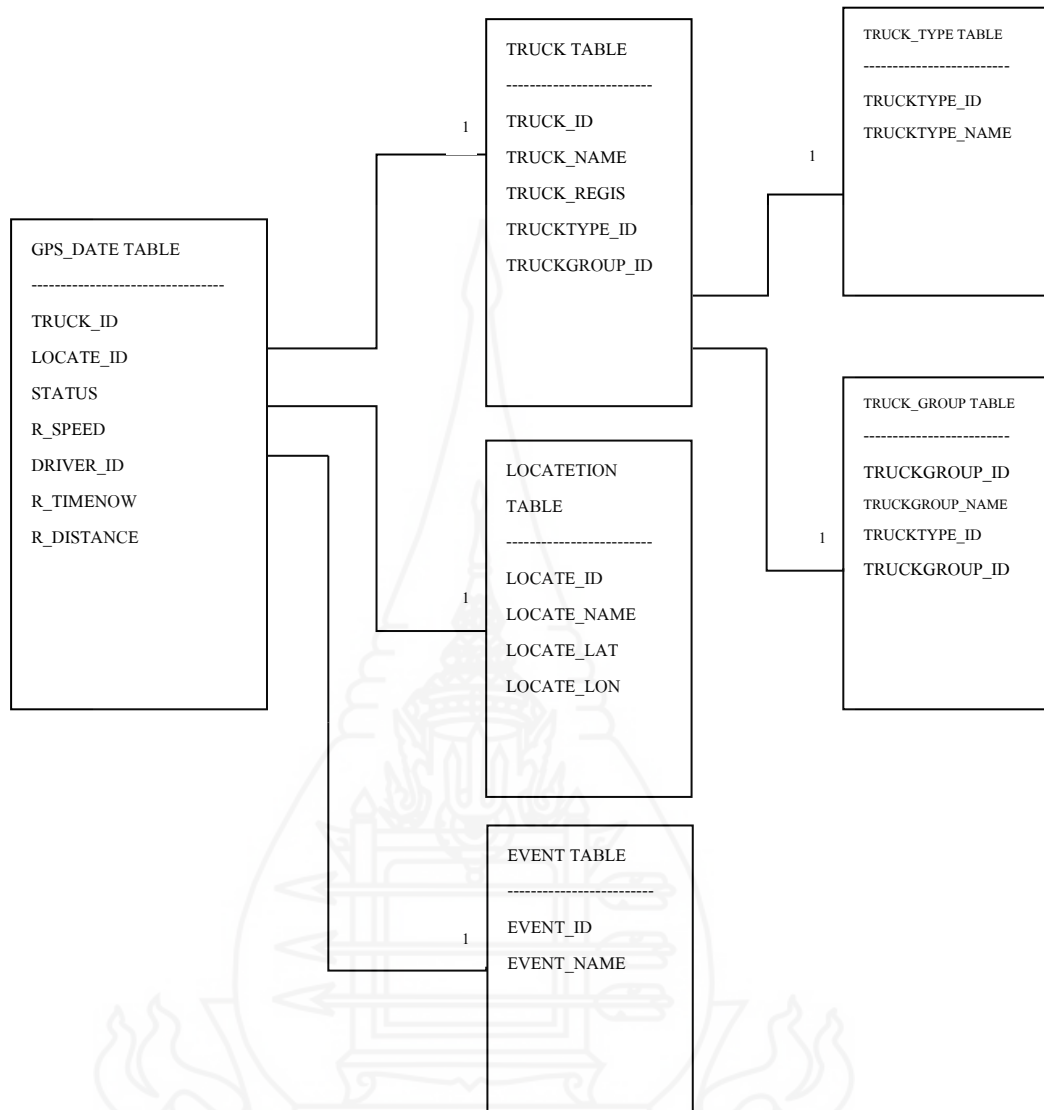 GPS_DATE TABLE
---------------------------------
TRUCK_ID
LOCATE_ID
STATUS
R_SPEED
DRIVER_ID
R_TIMENOW
R_DISTANCE
1
TRUCK TABLE
-------------------------
TRUCK_ID
TRUCK_NAME
TRUCK_REGIS
TRUCKTYPE_ID
TRUCKGROUP_ID
1
TRUCK_TYPE TABLE
-------------------------
TRUCKTYPE_ID
TRUCKTYPE_NAME
1
TRUCK_GROUP TABLE
-------------------------
TRUCKGROUP_ID
TRUCKGROUP_NAME
TRUCKTYPE_ID
TRUCKGROUP_ID
1
LOCATETION
TABLE
-------------------------
LOCATE_ID
LOCATE_NAME
LOCATE_LAT
LOCATE_LON
1
EVENT TABLE
-------------------------
EVENT_ID
EVENT_NAME